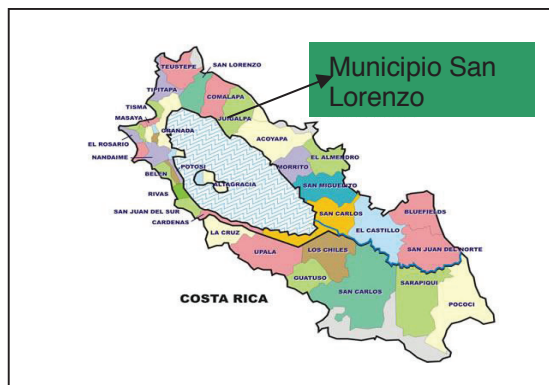 Municipio San
Lorenzo
TEUSTEPE
SAN LORENZO
TIPITAPA
COMALAPA
TISMA
MASAYA
JUIGALPA
GRANADA
ACOYAPA
EL ROSARIO
NANDAIME
EL ALMENDRO
MORRITO
BELEN
POTOSI
ALTAGRACIA
SAN MIGUELITO
RIVAS
SAN JUAN DEL SUR
CARDENAS
SAN CARLOS
BLUEFIELDS
EL CASTILLO
LA CRUZ
SAN JUAN DEL NORTE
UPALA
LOS CHILES
GUATUSO
COSTA RICA
SAN CARLOS
SARAPIQUI
POCOCI